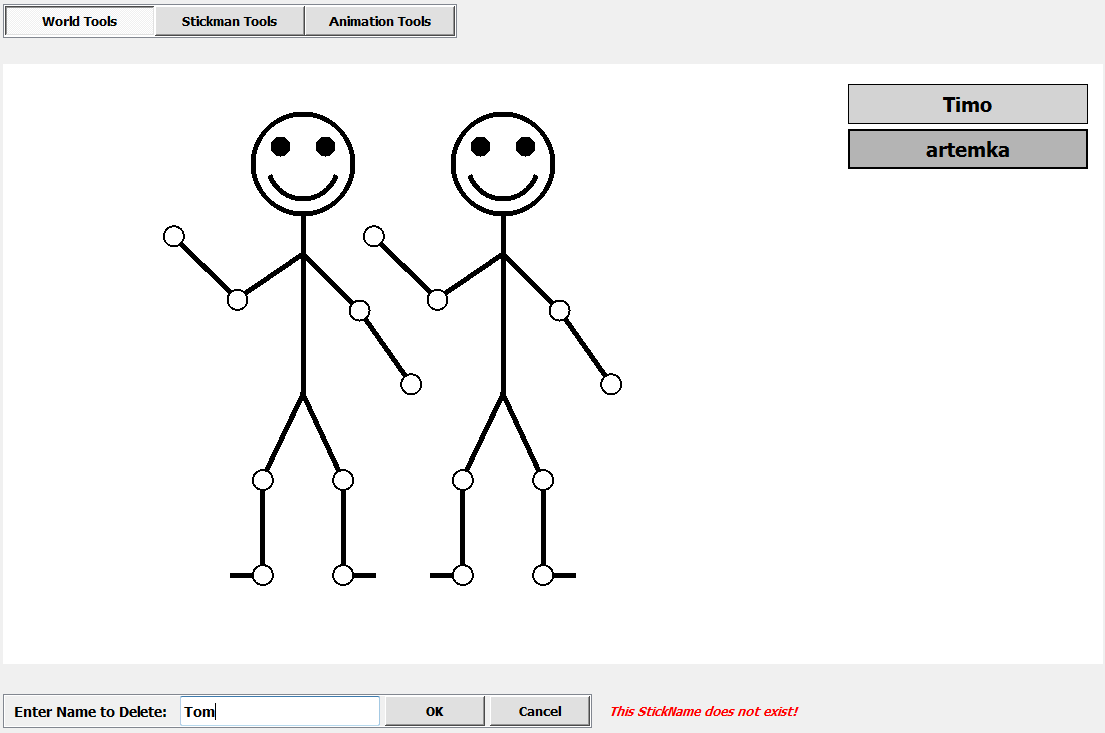 World Tools Stickman Tools Animation Tools
Timo
artemka
Enter Name to Delete: Tom OK Cancel This StickName does not exist!